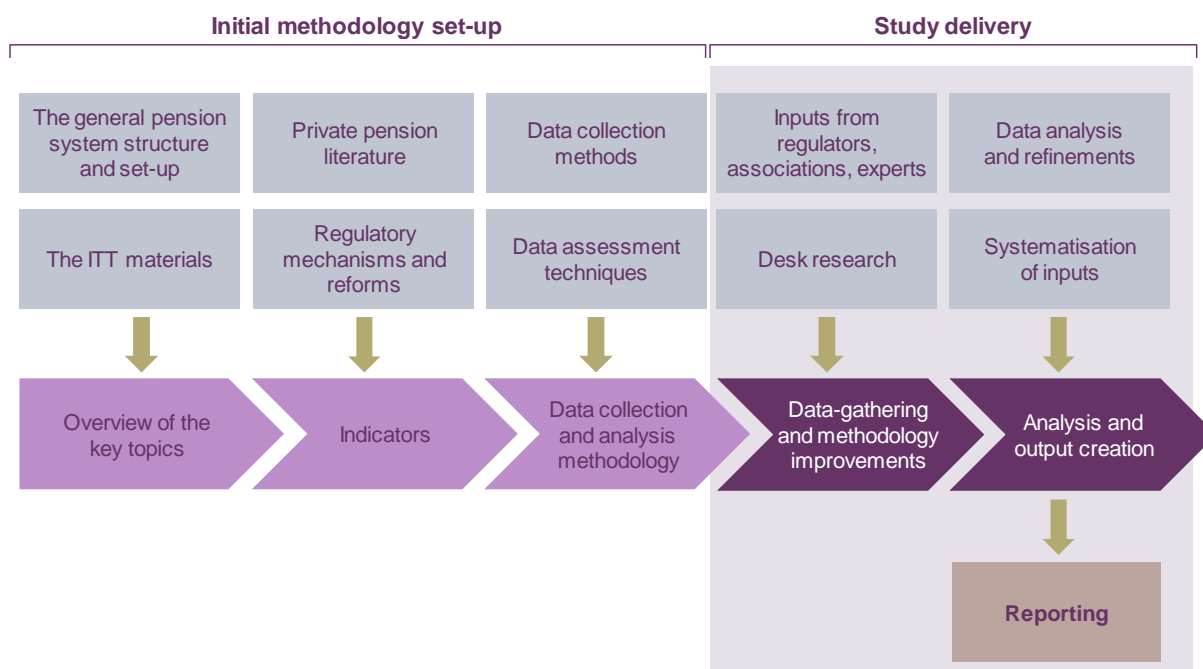 Initial methodology set-up
Study delivery
The general pension
system structure
and set-up
Private pension
literature
Data collection
methods
Inputs from
regulators,
associations, experts
Data analysis
and refinements
The ITT materials
Regulatory
mechanisms and
reforms
Data assessment
techniques
Desk research
Systematisation
of inputs
Overview of the
key topics
Indicators
Data collection
and analysis
methodology
Data-gathering
and methodology
improvements
Analysis and
output creation
Reporting